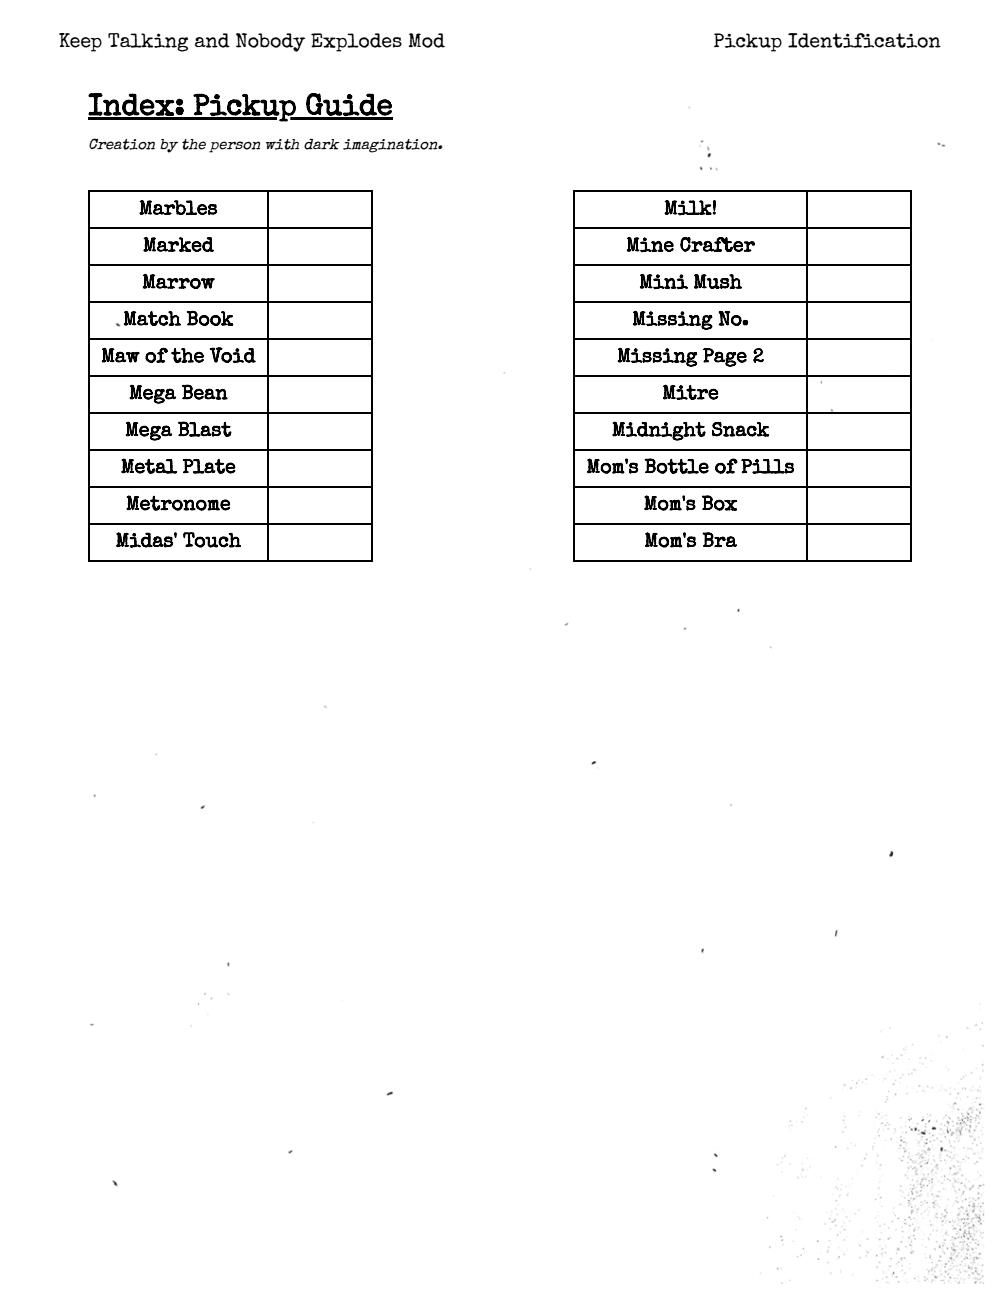 Keep Talking and Nobody Explodes Mod
Pickup Identification
Index: Pickup Guide
Creation by the person with dark imagination.
Marbles
Marked
Marrow
Match Book
Maw of the Void
Mega Bean
Mega Blast
Metal Plate
Metronome
Midas' Touch
Milk!
Mine Crafter
Mini Mush
Missing No.
Missing Page 2
Mitre
Midnight Snack
Mom's Bottle of Pills
Mom's Box
Mom's Bra